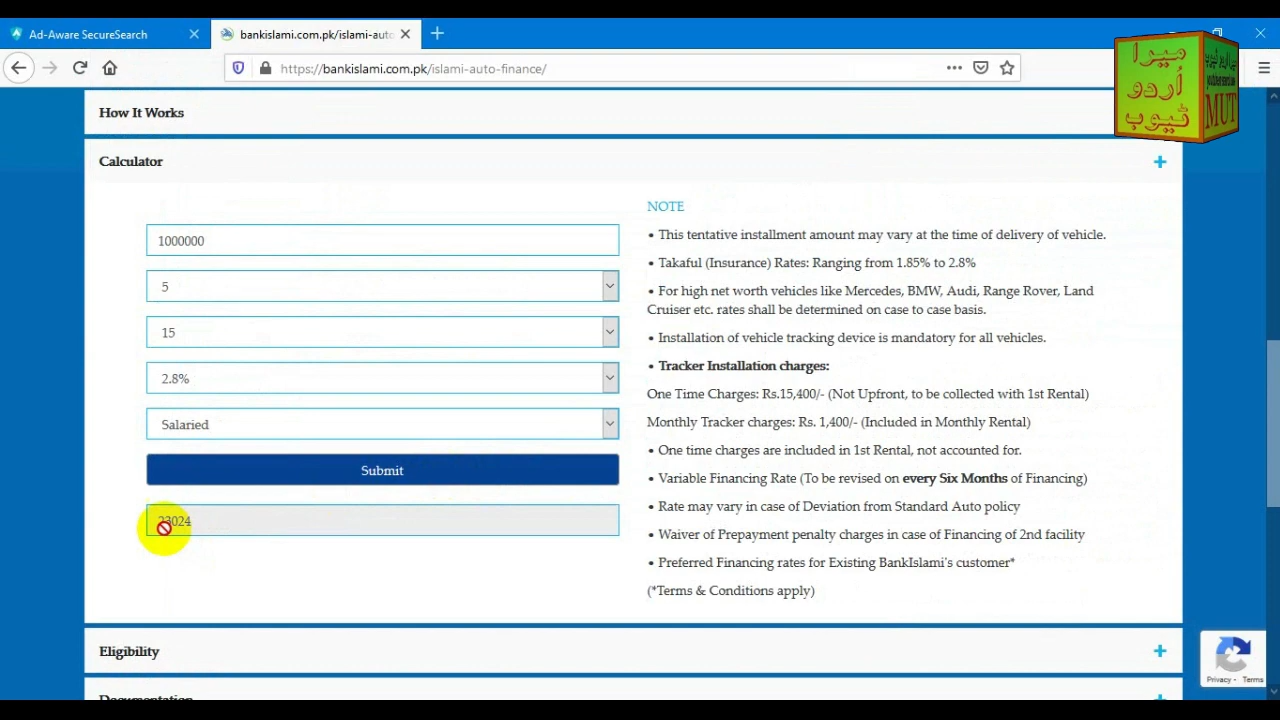 Ad-Aware SecureSearch
bankislami.com.pk/islami-auto
https://bankislami.com.pk/islami-auto-finance/
میرا
اُردو
ٹیوب
MUT
How It Works
Calculator
1000000
5
15
2.8%
Salaried
Submit
23024
NOTE
• This tentative installment amount may vary at the time of delivery of vehicle.
• Takaful (Insurance) Rates: Ranging from 1.85% to 2.8%
• For high net worth vehicles like Mercedes, BMW, Audi, Range Rover, Land
Cruiser etc. rates shall be determined on case to case basis.
• Installation of vehicle tracking device is mandatory for all vehicles.
• Tracker Installation charges:
One Time Charges: Rs.15,400/- (Not Upfront, to be collected with 1st Rental)
Monthly Tracker charges: Rs. 1,400/- (Included in Monthly Rental)
• One time charges are included in 1st Rental, not accounted for.
• Variable Financing Rate (To be revised on every Six Months of Financing)
• Rate may vary in case of Deviation from Standard Auto policy
• Waiver of Prepayment penalty charges in case of Financing of 2nd facility
• Preferred Financing rates for Existing BankIslami's customer*
(*Terms & Conditions apply)
Eligibility
Documentation
Privacy - Terms